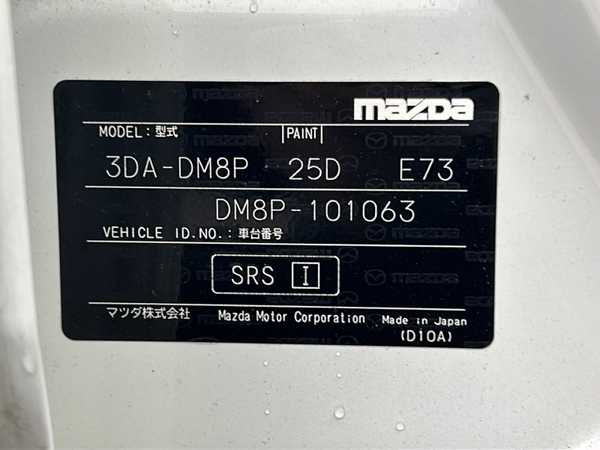 mazda
MODEL:型式 PAINT
3DA-DM8P 25D E73
DM8P-101063
VEHICLE ID.NO.:車台番号
SRS I
マツダ株式会社 Mazda Motor Corporation Made in Japan
(D10A)